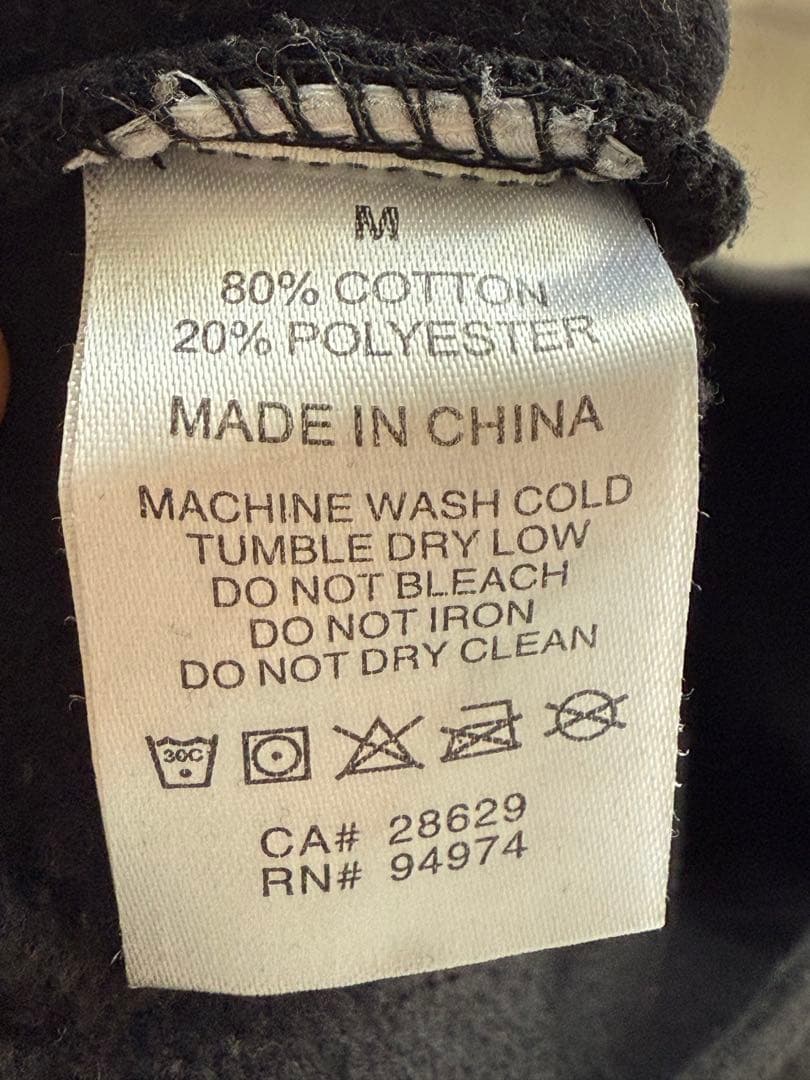 M
80% COTTON
20% POLYESTER
MADE IN CHINA
MACHINE WASH COLD
TUMBLE DRY LOW
DO NOT BLEACH
DO NOT IRON
DO NOT DRY CLEAN
30C
CA# 28629
RN# 94974